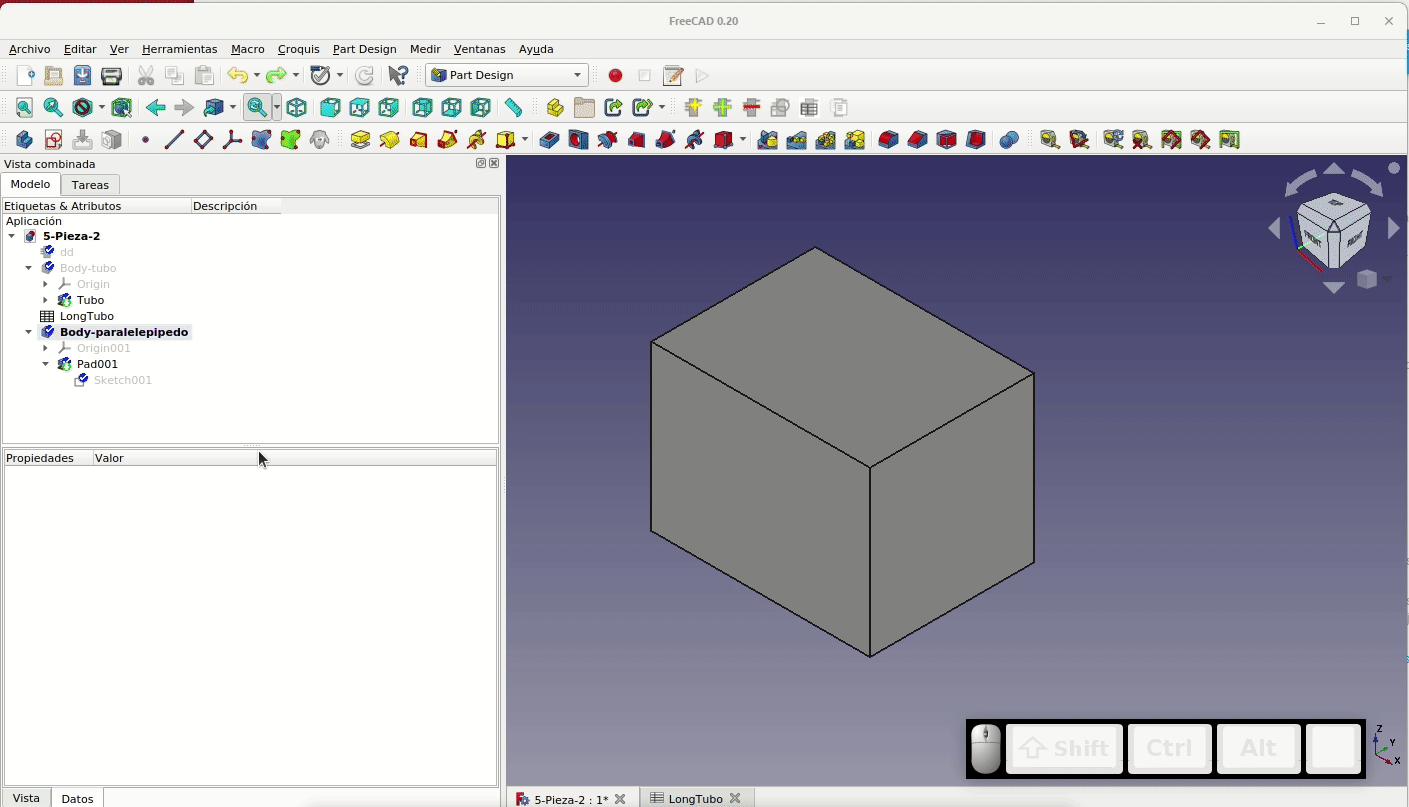 FreeCAD 0.20
Archivo Editar Ver Herramientas Macro Croquis Part Design Medir Ventanas Ayuda
Part Design
Vista combinada
Modelo Tareas
Etiquetas & Atributos Descripción
Aplicación
5-Pieza-2
dd
Body-tubo
Origin
Tubo
LongTubo
Body-paralelepipedo
Origin001
Pad001
Sketch001
Propiedades Valor
FRONT
Shift Ctrl Alt
Z
Y
X
Vista Datos
5-Pieza-2 : 1* LongTubo